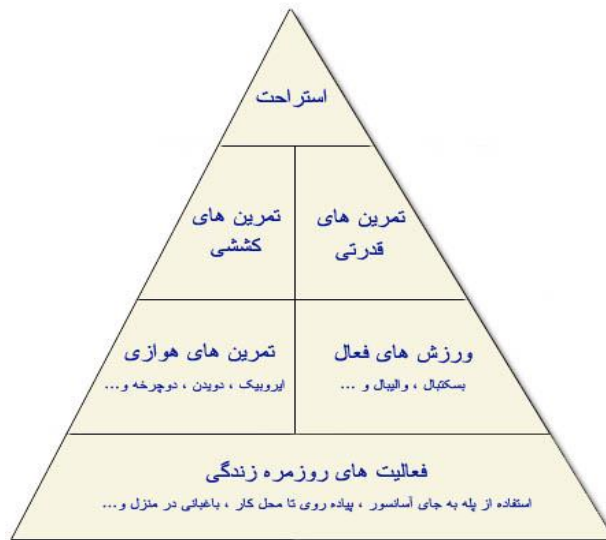 استراحت
تمرین های
قدرتی
تمرین های
کششی
ورزش های فعال
بسکتبال ، والیبال و ...
تمرین های هوازی
ایروبیک ، دویدن ، دوچرخه و...
فعالیت های روزمره زندگی
استفاده از پله به جای آسانسور ، پیاده روی تا محل کار ، باغبانی در منزل و...